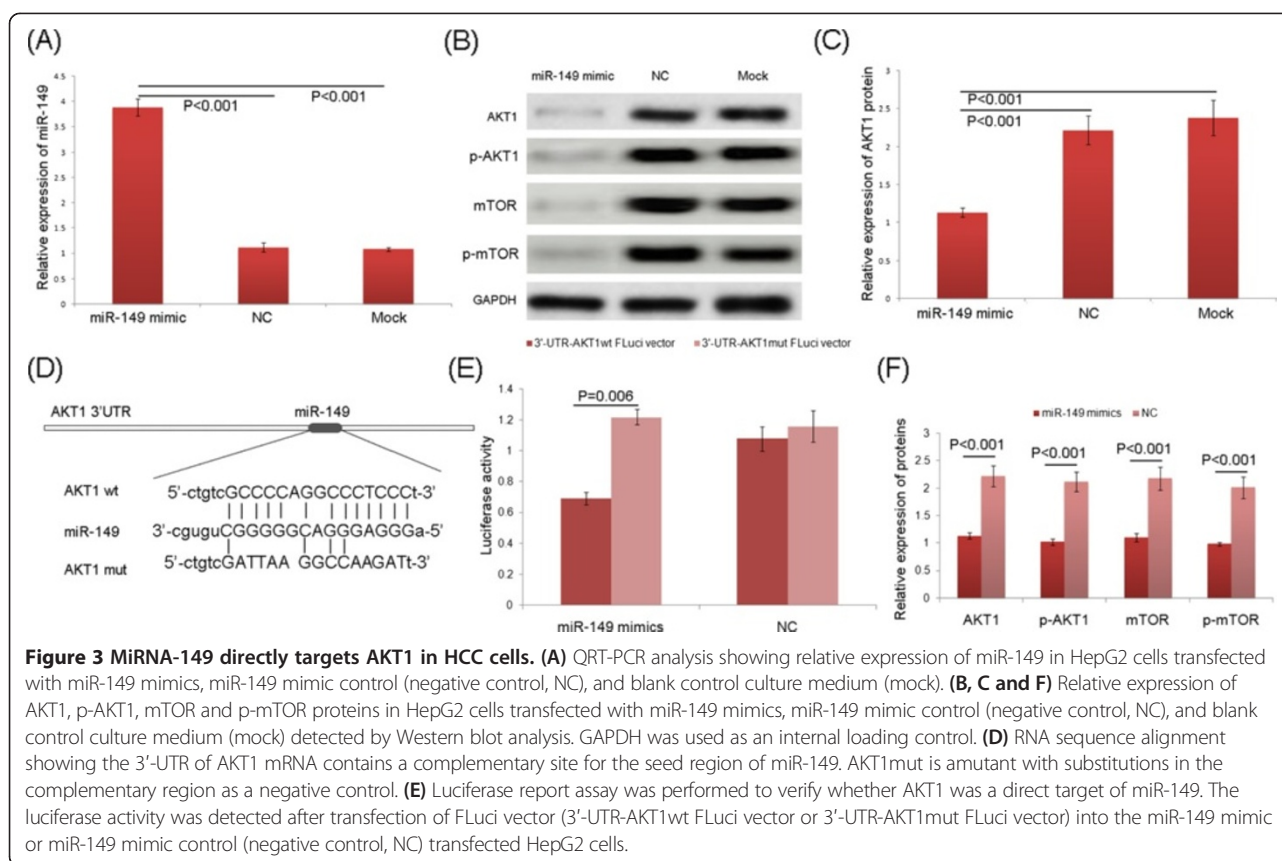 (A)
Relative expression of miR-149
4.5
4
3.5
3
2.5
2
1.5
1
0.5
0
P<0.001
P<0.001
miR-149 mimic NC Mock
(B)
miR-149 mimic NC Mock
AKT1
p-AKT1
mTOR
p-mTOR
GAPDH
(C)
Relative expression of AKT1 protein
3
2.5
2
1.5
1
0.5
0
P<0.001
P<0.001
miR-149 mimic NC Mock
(D)
AKT1 3'UTR miR-149
AKT1 wt 5'-ctgtcGCCCCAGGCCCTCCCt-3'
miR-149 3'-cguguCGGGGGCAGGGAGGGa-5'
AKT1 mut 5'-ctgtcGATTAA GGCCAAGATt-3'
(E)
3'-UTR-AKT1wt FLuci vector 3'-UTR-AKT1mut FLuci vector
Luciferase activity
1.4
1.2
1
0.8
0.6
0.4
0.2
0
P=0.006
miR-149 mimics NC
(F)
miR-149 mimics NC
Relative expression of proteins
3
2.5
2
1.5
1
0.5
0
P<0.001 P<0.001 P<0.001 P<0.001
AKT1 p-AKT1 mTOR p-mTOR
Figure 3 MiRNA-149 directly targets AKT1 in HCC cells. (A) QRT-PCR analysis showing relative expression of miR-149 in HepG2 cells transfected
with miR-149 mimics, miR-149 mimic control (negative control, NC), and blank control culture medium (mock). (B, C and F) Relative expression of
AKT1, p-AKT1, mTOR and p-mTOR proteins in HepG2 cells transfected with miR-149 mimics, miR-149 mimic control (negative control, NC), and blank
control culture medium (mock) detected by Western blot analysis. GAPDH was used as an internal loading control. (D) RNA sequence alignment
showing the 3′-UTR of AKT1 mRNA contains a complementary site for the seed region of miR-149. AKT1mut is amutant with substitutions in the
complementary region as a negative control. (E) Luciferase report assay was performed to verify whether AKT1 was a direct target of miR-149. The
luciferase activity was detected after transfection of FLuci vector (3′-UTR-AKT1wt FLuci vector or 3′-UTR-AKT1mut FLuci vector) into the miR-149 mimic
or miR-149 mimic control (negative control, NC) transfected HepG2 cells.